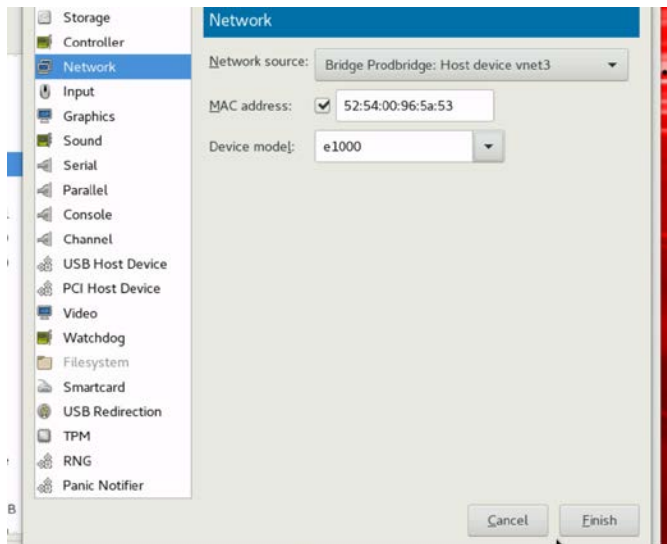 Storage
Controller
Network
Input
Graphics
Sound
Serial
Parallel
Console
Channel
USB Host Device
PCI Host Device
Video
Watchdog
Filesystem
Smartcard
USB Redirection
TPM
RNG
Panic Notifier
Network
Network source: Bridge Prodbridge: Host device vnet3
MAC address: 52:54:00:96:5a:53
Device model: e1000
Cancel Finish
B